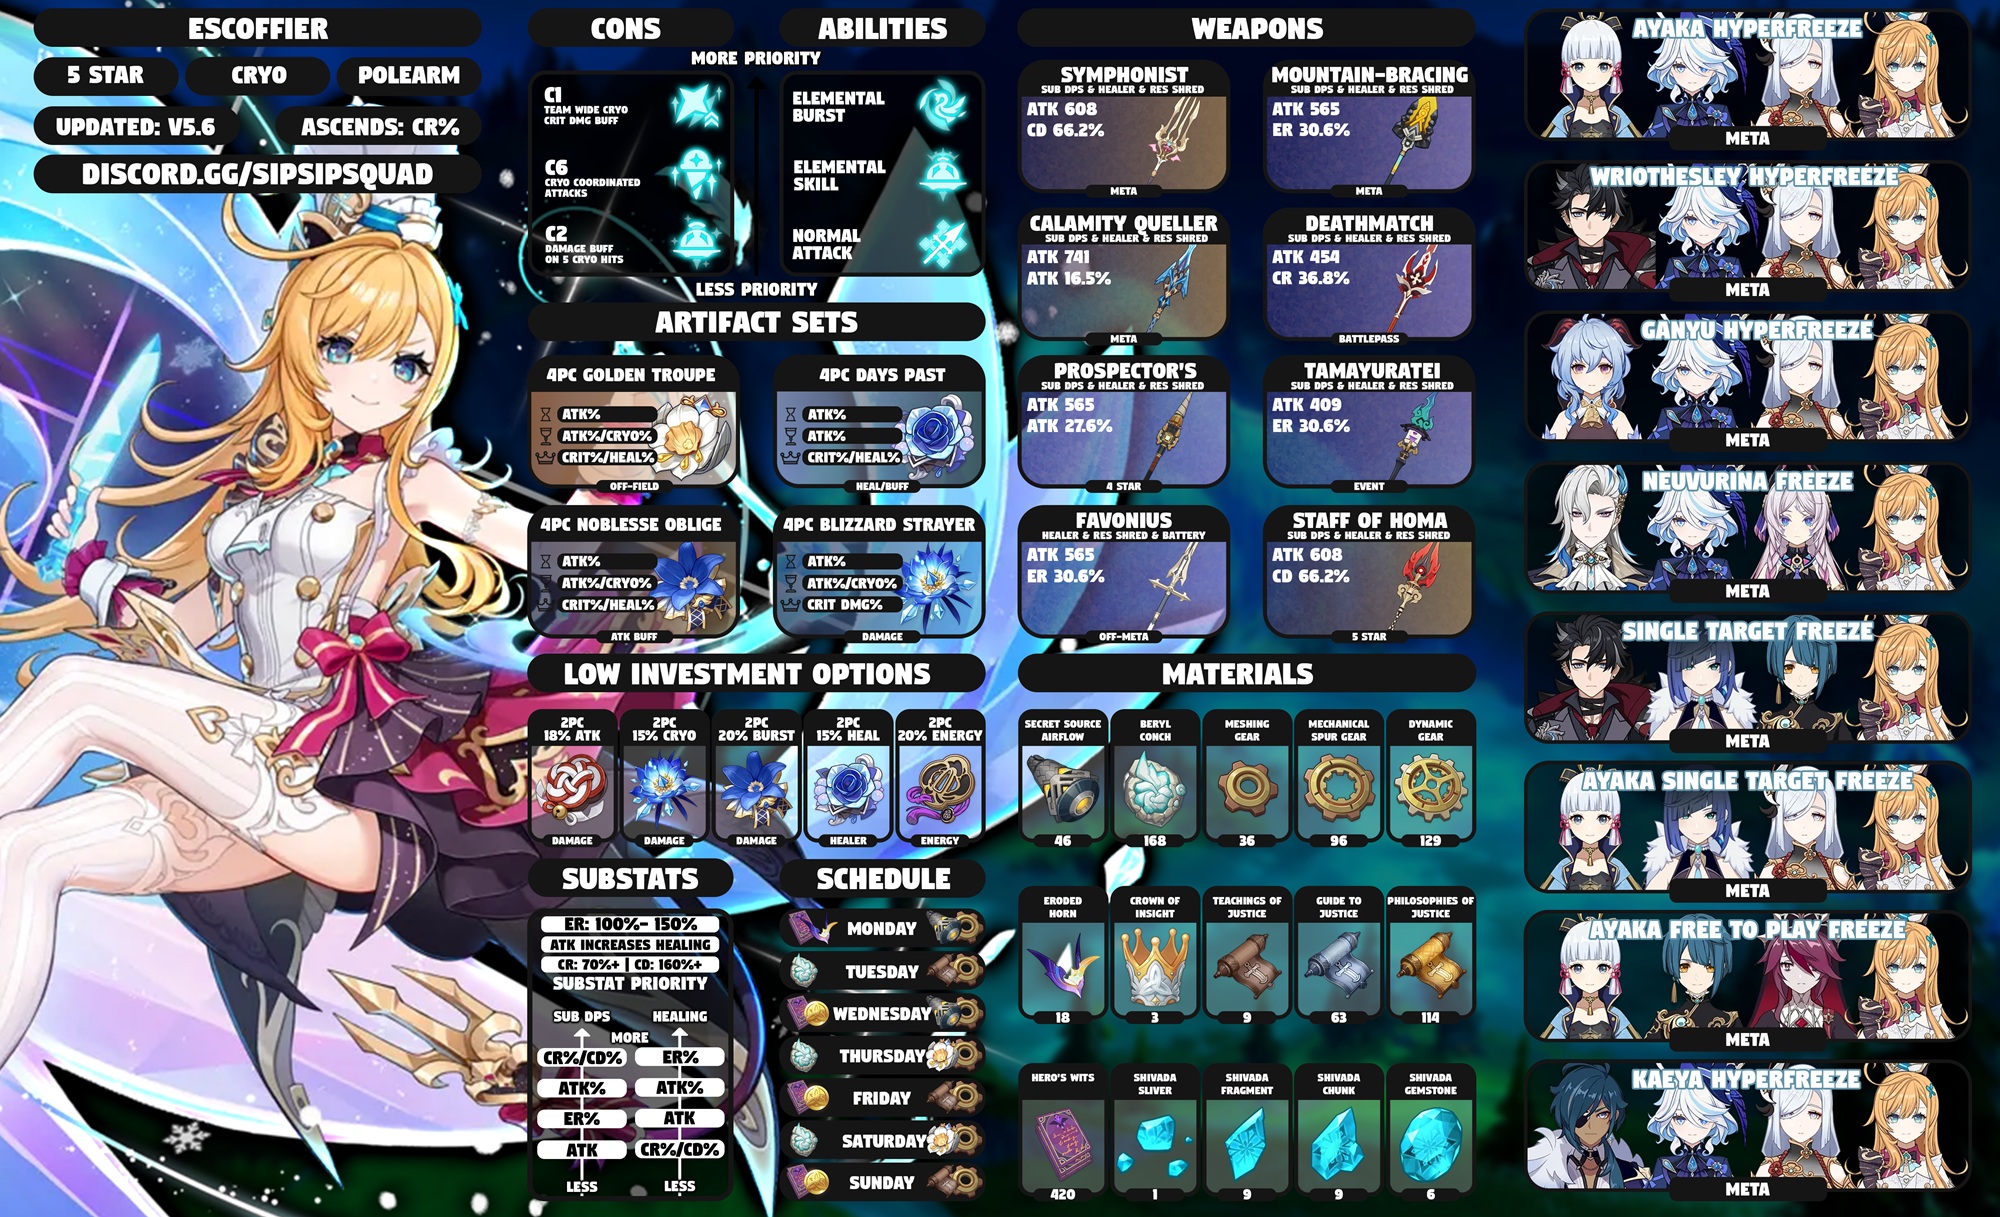 ESCOFFIER
5 STAR
CRYO
POLEARM
UPDATED: V5.6
ASCENDS: CR%
DISCORD.GG/SIPSIPSQUAD
CONS
ABILITIES
MORE PRIORITY
C1
TEAM WIDE CRYO
CRIT DMG BUFF
C6
CRYO COORDINATED
ATTACKS
C2
DAMAGE BUFF
ON 5 CRYO HITS
ELEMENTAL
BURST
ELEMENTAL
SKILL
NORMAL
ATTACK
LESS PRIORITY
ARTIFACT SETS
4PC GOLDEN TROUPE
ATK%
ATK%/CRYO%
CRIT%/HEAL%
OFF-FIELD
4PC DAYS PAST
ATK%
ATK%
CRIT%/HEAL%
HEAL/BUFF
4PC NOBLESSE OBLIGE
ATK%
ATK%/CRYO%
CRIT%/HEAL%
ATK BUFF
4PC BLIZZARD STRAYER
ATK%
ATK%/CRYO%
CRIT DMG%
DAMAGE
LOW INVESTMENT OPTIONS
2PC
18% ATK
DAMAGE
2PC
15% CRYO
DAMAGE
2PC
20% BURST
DAMAGE
2PC
15% HEAL
HEALER
2PC
20% ENERGY
ENERGY
SUBSTATS
ER: 100%- 150%
ATK INCREASES HEALING
CR: 70%+ | CD: 160%+
SUBSTAT PRIORITY
SUB DPS
HEALING
MORE
CR%/CD%
ER%
ATK%
ATK%
ER%
ATK
ATK
CR%/CD%
LESS
LESS
SCHEDULE
MONDAY
TUESDAY
WEDNESDAY
THURSDAY
FRIDAY
SATURDAY
SUNDAY
WEAPONS
SYMPHONIST
SUB DPS & HEALER & RES SHRED
ATK 608
CD 66.2%
META
MOUNTAIN-BRACING
SUB DPS & HEALER & RES SHRED
ATK 565
ER 30.6%
META
CALAMITY QUELLER
SUB DPS & HEALER & RES SHRED
ATK 741
ATK 16.5%
META
DEATHMATCH
SUB DPS & HEALER & RES SHRED
ATK 454
CR 36.8%
BATTLEPASS
PROSPECTOR'S
SUB DPS & HEALER & RES SHRED
ATK 565
ATK 27.6%
4 STAR
TAMAYURATEI
SUB DPS & HEALER & RES SHRED
ATK 409
ER 30.6%
EVENT
FAVONIUS
HEALER & RES SHRED & BATTERY
ATK 565
ER 30.6%
OFF-META
STAFF OF HOMA
SUB DPS & HEALER & RES SHRED
ATK 608
CD 66.2%
5 STAR
MATERIALS
SECRET SOURCE
AIRFLOW
46
BERYL
CONCH
168
MESHING
GEAR
36
MECHANICAL
SPUR GEAR
96
DYNAMIC
GEAR
129
ERODED
HORN
18
CROWN OF
INSIGHT
3
TEACHINGS OF
JUSTICE
9
GUIDE TO
JUSTICE
63
PHILOSOPHIES OF
JUSTICE
114
HERO'S WITS
420
SHIVADA
SLIVER
1
SHIVADA
FRAGMENT
9
SHIVADA
CHUNK
9
SHIVADA
GEMSTONE
6
AYAKA HYPERFREEZE
META
WRIOTHESLEY HYPERFREEZE
META
GANYU HYPERFREEZE
META
NEUVURINA FREEZE
META
SINGLE TARGET FREEZE
META
AYAKA SINGLE TARGET FREEZE
META
AYAKA FREE TO PLAY FREEZE
META
KAEYA HYPERFREEZE
META